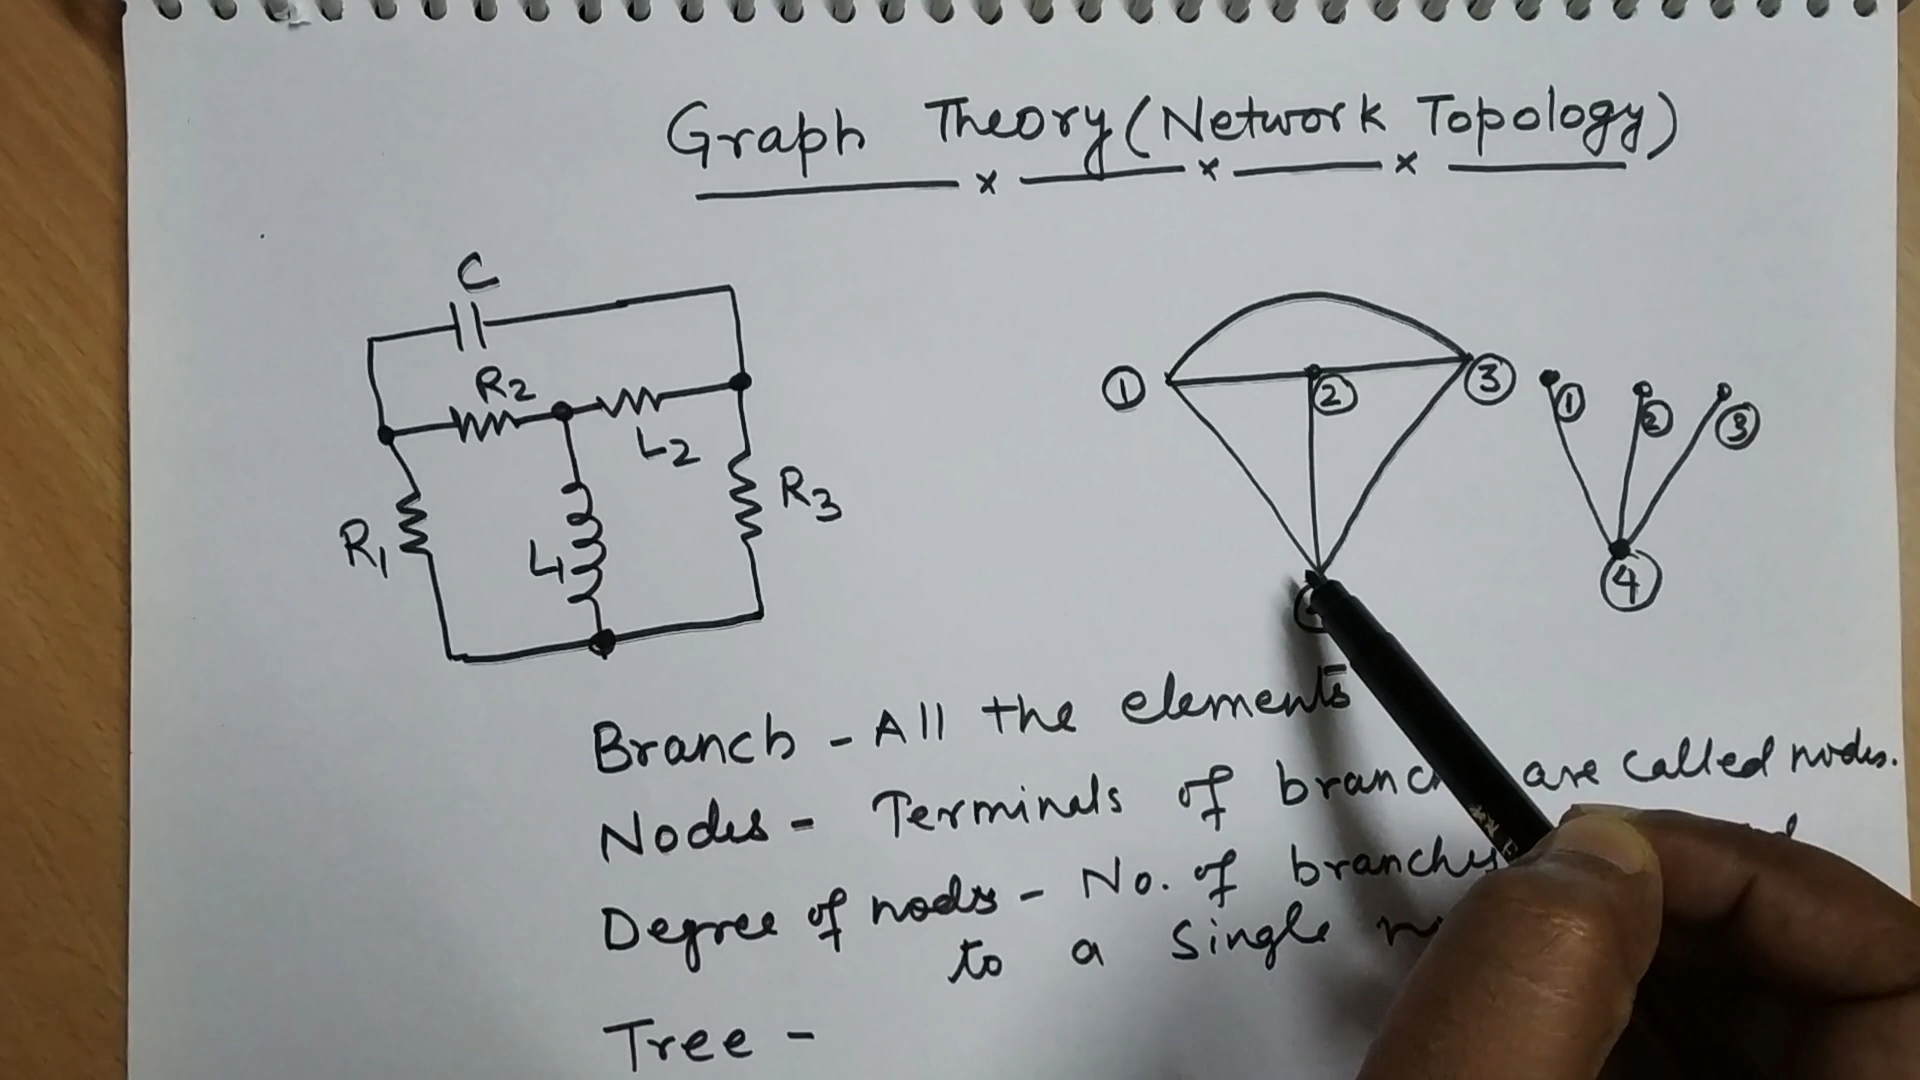 Graph Theory (Network Topology)
C
R2
L2
R1
L1
R3
1
2
3
1
2
3
4
Branch - All the elements
Nodes - Terminals of branch are called nodes.
Degree of nodes - No. of branches
to a single
Tree -